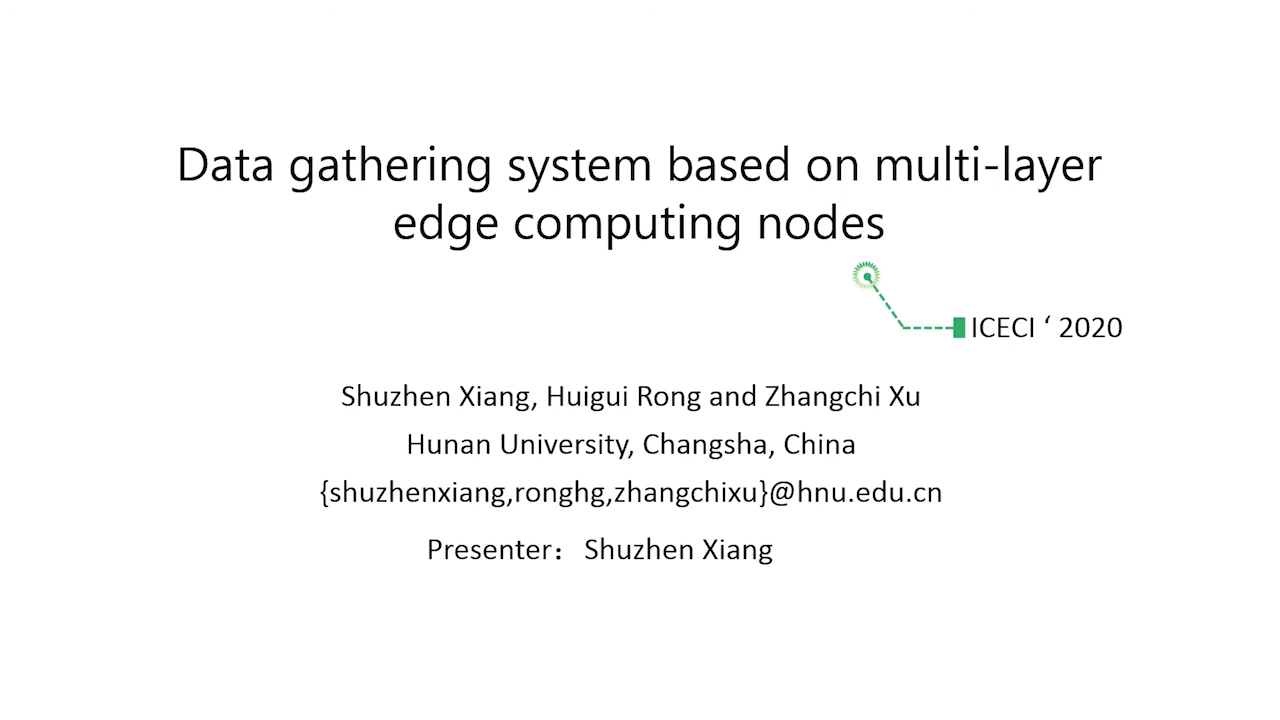 Data gathering system based on multi-layer
edge computing nodes
ICECI ‘ 2020
Shuzhen Xiang, Huigui Rong and Zhangchi Xu
Hunan University, Changsha, China
{shuzhenxiang,ronghg,zhangchixu}@hnu.edu.cn
Presenter： Shuzhen Xiang